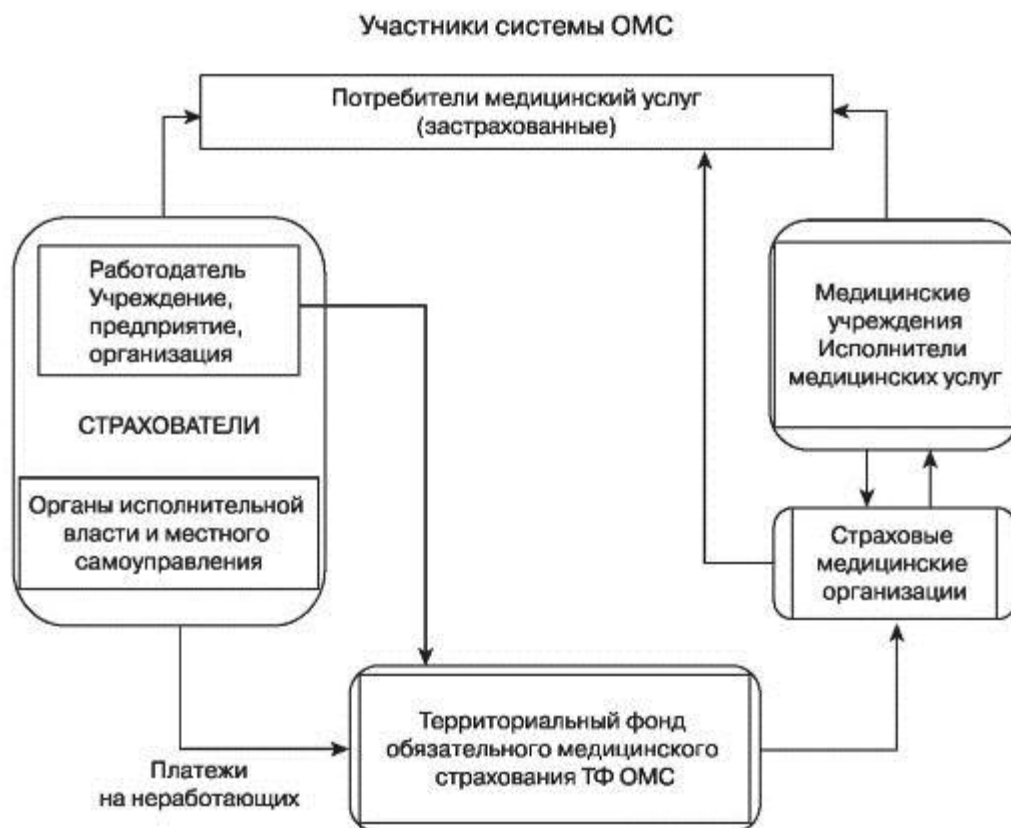 Участники системы ОМС
Потребители медицинский услуг
(застрахованные)
Работодатель
Учреждение,
предприятие,
организация
СТРАХОВАТЕЛИ
Органы исполнительной
власти и местного
самоуправления
Медицинские
учреждения
Исполнители
медицинских услуг
Страховые
медицинские
организации
Территориальный фонд
обязательного медицинского
страхования ТФ ОМС
Платежи
на неработающих